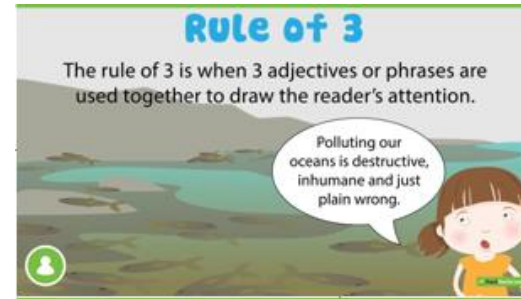 Rule of 3
The rule of 3 is when 3 adjectives or phrases are
used together to draw the reader's attention.
Polluting our
oceans is destructive,
inhumane and just
plain wrong.